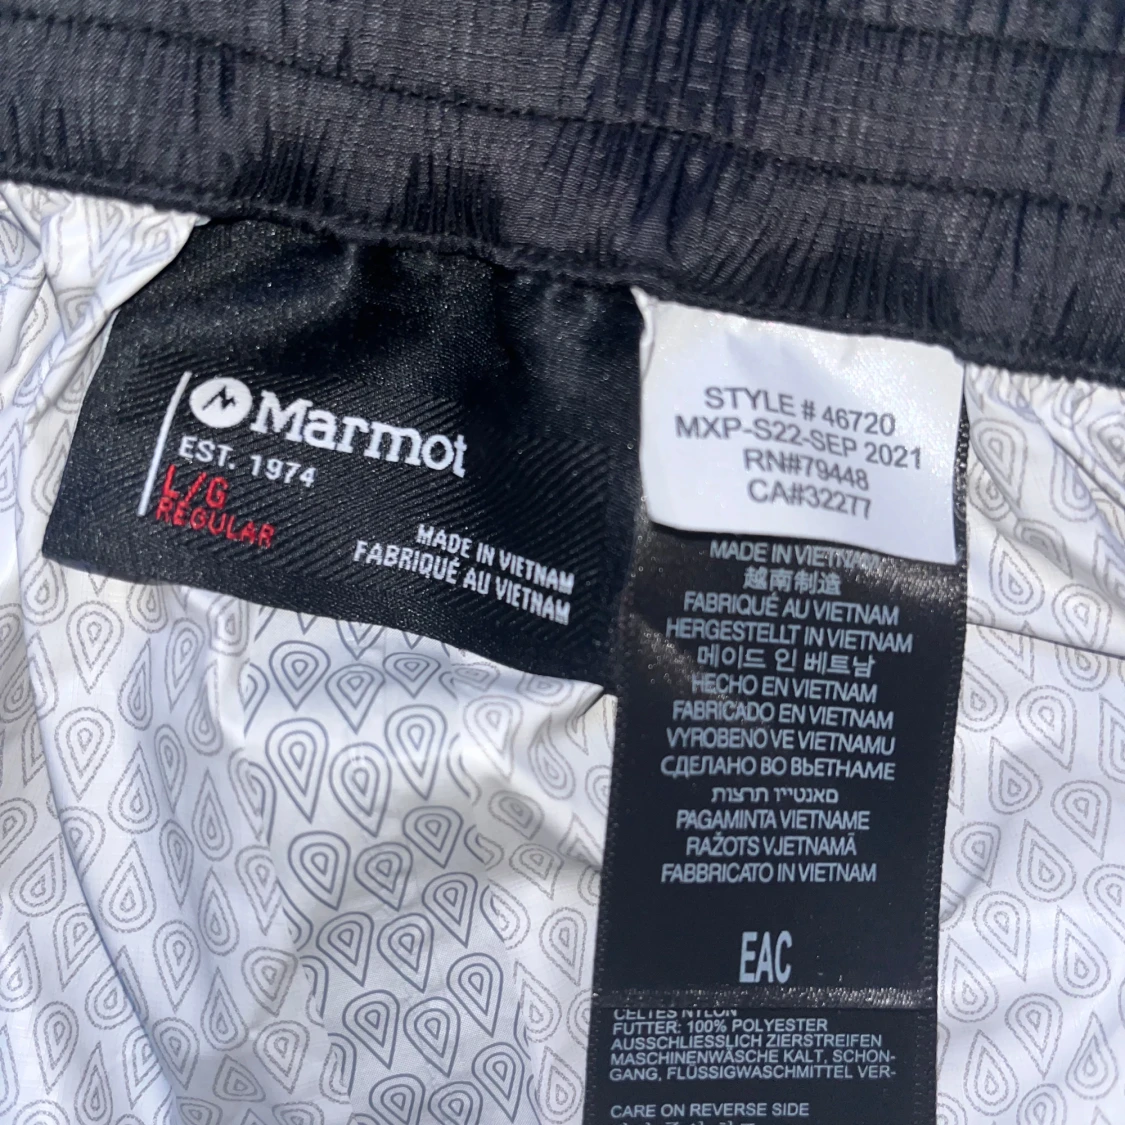 Marmot
EST. 1974
L/G
REGULAR
MADE IN VIETNAM
FABRIQUÉ AU VIETNAM
STYLE # 46720
MXP-S22-SEP 2021
RN#79448
CA#32277
MADE IN VIETNAM
越南制造
FABRIQUÉ AU VIETNAM
HERGESTELLT IN VIETNAM
메이드 인 베트남
HECHO EN VIETNAM
FABRICADO EN VIETNAM
VYROBENO VE VIETNAMU
СДЕЛАНО ВО ВЬЕТНАМЕ
סאנטייו תרצות
PAGAMINTA VIETNAME
RAŽOTS VJETNAMĀ
FABBRICATO IN VIETNAM
EAC
CELTES NYLON
FUTTER: 100% POLYESTER
AUSSCHLIESSLICH ZIERSTREIFEN
MASCHINENWÄSCHE KALT, SCHON-
GANG, FLÜSSIGWASCHMITTEL VER-
CARE ON REVERSE SIDE